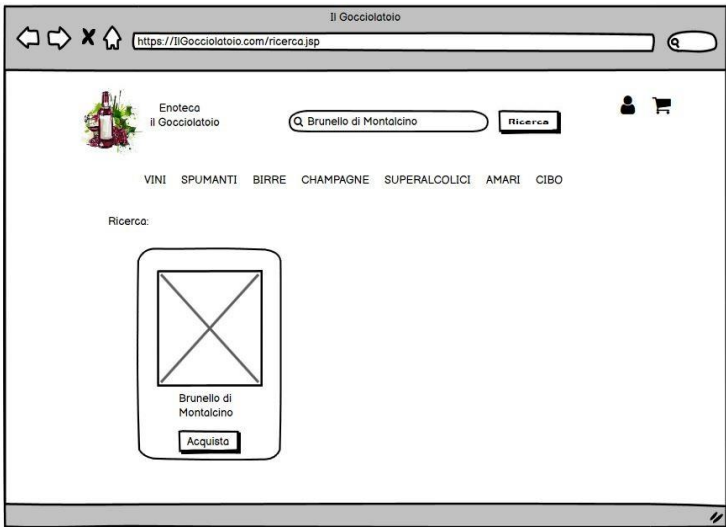 Il Gocciolatoio
https://IlGocciolatoio.com/ricerca.jsp
Enoteca
il Gocciolatoio
Brunello di Montalcino
Ricerca
VINI SPUMANTI BIRRE CHAMPAGNE SUPERALCOLICI AMARI CIBO
Ricerca:
Brunello di
Montalcino
Acquista